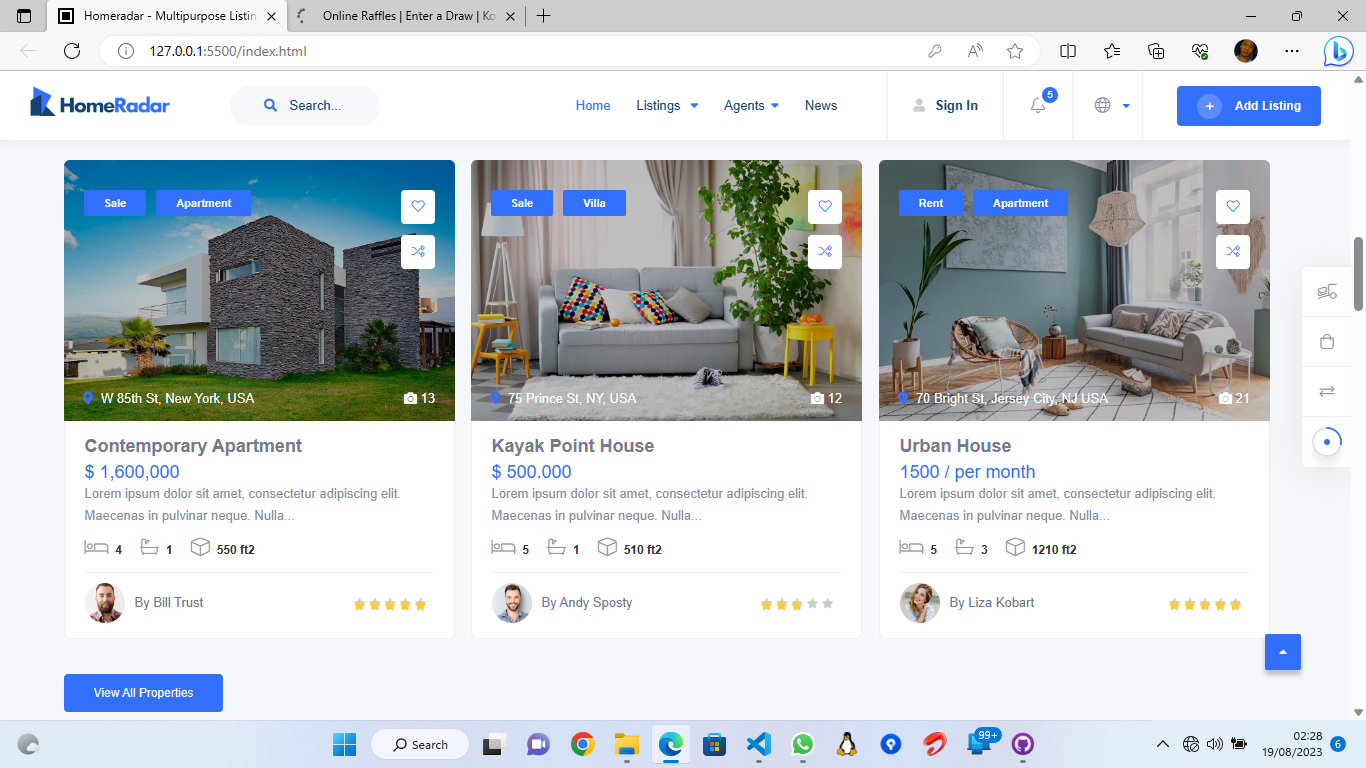 Homeradar - Multipurpose Listin
Online Raffles | Enter a Draw | Ko
127.0.0.1:5500/index.html
HomeRadar
Search...
Home
Listings
Agents
News
Sign In
5
Add Listing
Sale
Apartment
W 85th St, New York, USA
13
Contemporary Apartment
$ 1,600,000
Lorem ipsum dolor sit amet, consectetur adipiscing elit.
Maecenas in pulvinar neque. Nulla...
4 1 550 ft2
By Bill Trust
Sale
Villa
75 Prince St, NY, USA
12
Kayak Point House
$ 500.000
Lorem ipsum dolor sit amet, consectetur adipiscing elit.
Maecenas in pulvinar neque. Nulla...
5 1 510 ft2
By Andy Sposty
Rent
Apartment
70 Bright St, Jersey City, NJ USA
21
Urban House
1500 / per month
Lorem ipsum dolor sit amet, consectetur adipiscing elit.
Maecenas in pulvinar neque. Nulla...
5 3 1210 ft2
By Liza Kobart
View All Properties
Search
99+
02:28
19/08/2023
6